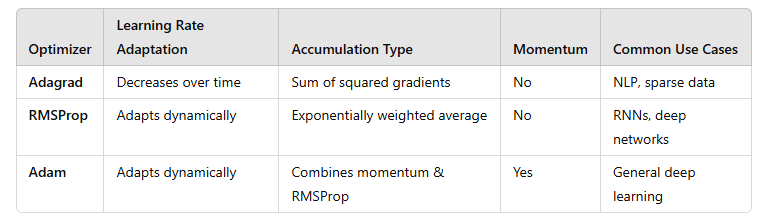 Optimizer Learning Rate Adaptation Accumulation Type Momentum Common Use Cases
Adagrad Decreases over time Sum of squared gradients No NLP, sparse data
RMSProp Adapts dynamically Exponentially weighted average No RNNs, deep
networks
Adam Adapts dynamically Combines momentum & Yes General deep
RMSProp learning